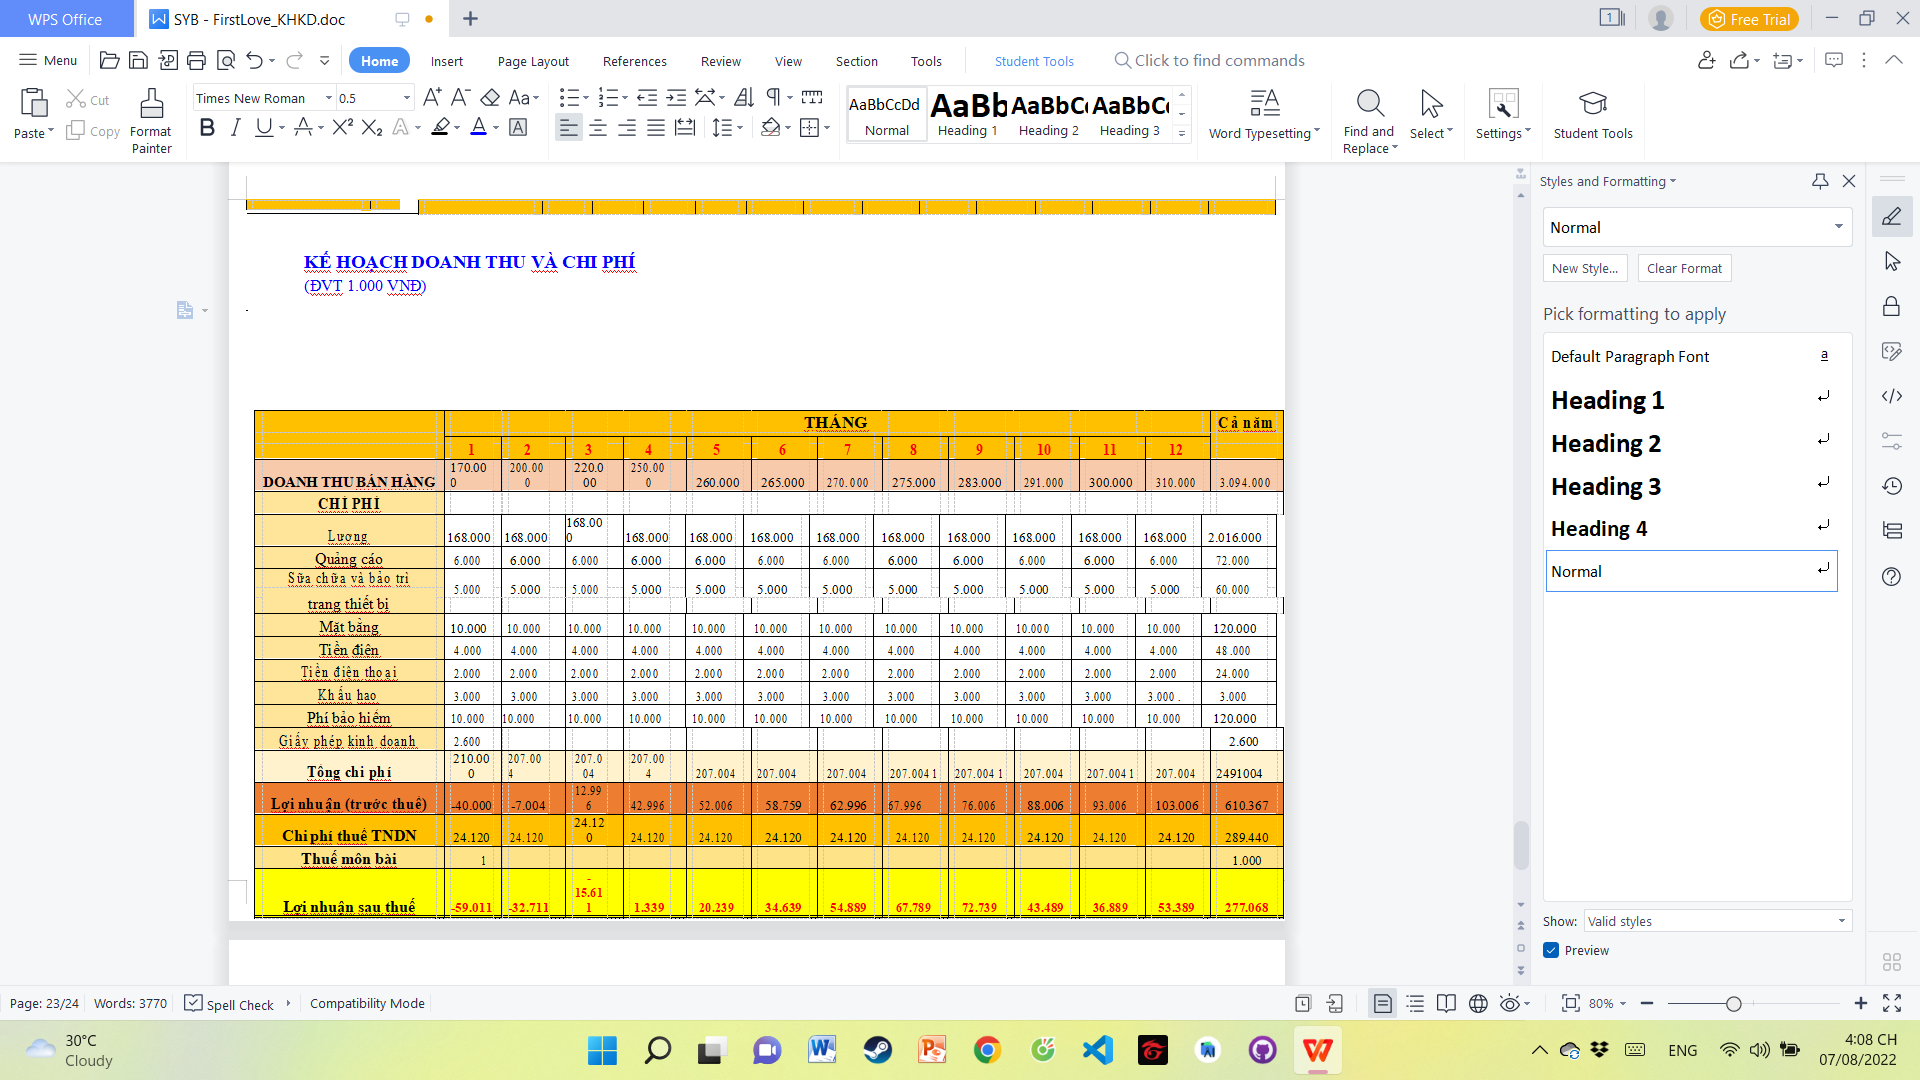 WPS Office
SYB - FirstLove_KHKD.doc
1
Free Trial
Menu
Home
Insert
Page Layout
References
Review
View
Section
Tools
Student Tools
Click to find commands
Paste
Cut
Copy
Format Painter
Times New Roman
0.5
AaBbCcDd
Normal
AaBb
Heading 1
AaBbC
Heading 2
AaBbC
Heading 3
Word Typesetting
Find and Replace
Select
Settings
Student Tools
KẾ HOẠCH DOANH THU VÀ CHI PHÍ
(ĐVT 1.000 VNĐ)
THÁNG Cả năm
1 2 3 4 5 6 7 8 9 10 11 12
DOANH THU BÁN HÀNG 170.000 200.000 220.000 250.000 260.000 265.000 270.000 275.000 283.000 291.000 300.000 310.000 3.094.000
CHI PHÍ
Lương 168.000 168.000 168.000 168.000 168.000 168.000 168.000 168.000 168.000 168.000 168.000 168.000 2.016.000
Quảng cáo 6.000 6.000 6.000 6.000 6.000 6.000 6.000 6.000 6.000 6.000 6.000 6.000 72.000
Sữa chữa và bảo trì
trang thiết bị 5.000 5.000 5.000 5.000 5.000 5.000 5.000 5.000 5.000 5.000 5.000 5.000 60.000
Mặt bằng 10.000 10.000 10.000 10.000 10.000 10.000 10.000 10.000 10.000 10.000 10.000 10.000 120.000
Tiền điện 4.000 4.000 4.000 4.000 4.000 4.000 4.000 4.000 4.000 4.000 4.000 4.000 48.000
Tiền điện thoại 2.000 2.000 2.000 2.000 2.000 2.000 2.000 2.000 2.000 2.000 2.000 2.000 24.000
Khấu hao 3.000 3.000 3.000 3.000 3.000 3.000 3.000 3.000 3.000 3.000 3.000 3.000 . 3.000
Phí bảo hiểm 10.000 10.000 10.000 10.000 10.000 10.000 10.000 10.000 10.000 10.000 10.000 10.000 120.000
Giấy phép kinh doanh 2.600 2.600
Tổng chi phí 210.000 207.004 207.004 207.004 207.004 207.004 207.004 207.004 1 207.004 1 207.004 207.004 1 207.004 2491004
Lợi nhuận (trước thuế) -40.000 -7.004 12.996 42.996 52.006 58.759 62.996 67.996 76.006 88.006 93.006 103.006 610.367
Chi phí thuế TNDN 24.120 24.120 24.120 24.120 24.120 24.120 24.120 24.120 24.120 24.120 24.120 24.120 289.440
Thuế môn bài 1 1.000
Lợi nhuận sau thuế -59.011 -32.711 -15.611 1.339 20.239 34.639 54.889 67.789 72.739 43.489 36.889 53.389 277.068
Styles and Formatting
Normal
New Style...
Clear Format
Pick formatting to apply
Default Paragraph Font a
Heading 1
Heading 2
Heading 3
Heading 4
Normal
Show: Valid styles
Preview
Page: 23/24
Words: 3770
Spell Check
Compatibility Mode
80%
30°C
Cloudy
ENG
4:08 CH
07/08/2022